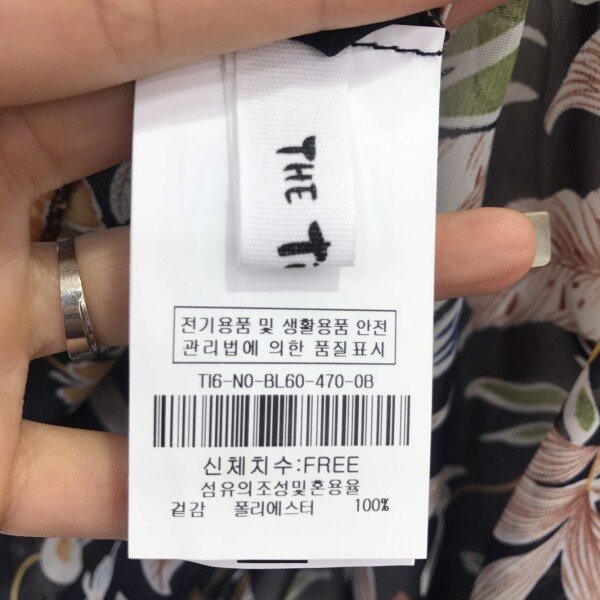 THE
전기용품 및 생활용품 안전
관리법에 의한 품질표시
TI6-N0-BL60-470-0B
신체치수:FREE
섬유의조성및혼용율
겉감 폴리에스터 100%